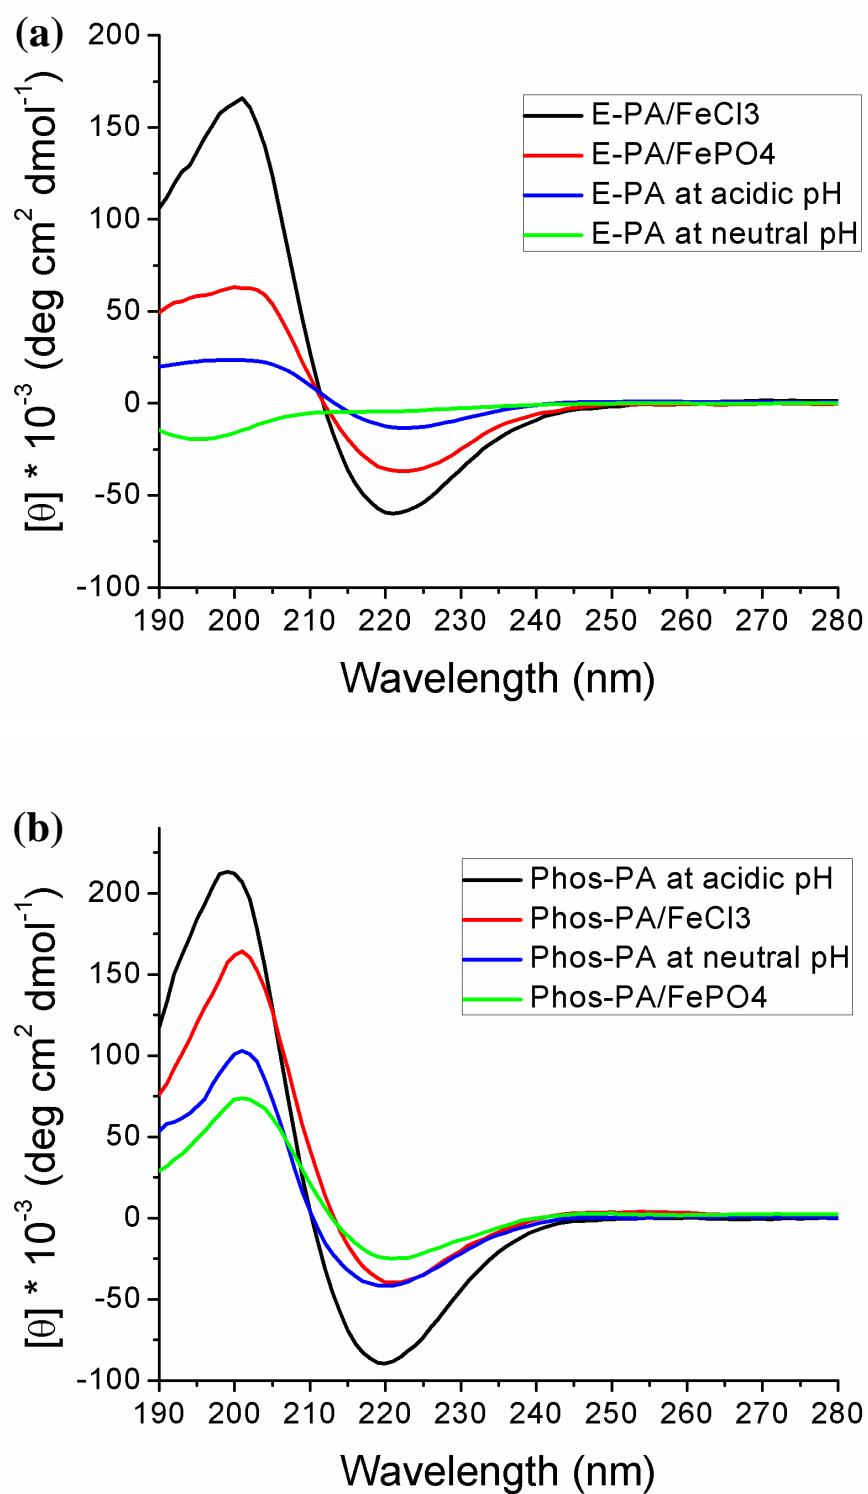 (a)
200
150
100
50
0
-50
-100
[θ] * 10⁻³ (deg cm² dmol⁻¹)
E-PA/FeCl3
E-PA/FePO4
E-PA at acidic pH
E-PA at neutral pH
190 200 210 220 230 240 250 260 270 280
Wavelength (nm)
(b)
200
150
100
50
0
-50
-100
[θ] * 10⁻³ (deg cm² dmol⁻¹)
Phos-PA at acidic pH
Phos-PA/FeCl3
Phos-PA at neutral pH
Phos-PA/FePO4
190 200 210 220 230 240 250 260 270 280
Wavelength (nm)